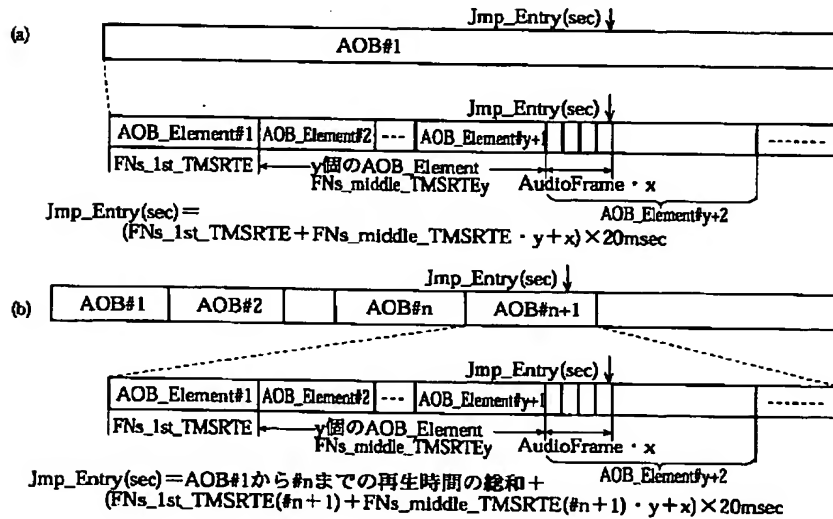 (a)
Jmp_Entry(sec)
AOB#1
Jmp_Entry(sec)
AOB_Element#1 AOB_Element#2 --- AOB_Element#y+1 ------
FNs_1st_TMSRTE y個のAOB_Element
FNs_middle_TMSRTEy AudioFrame・x
AOB_Element#y+2
Jmp_Entry(sec)=
(FNs_1st_TMSRTE+FNs_middle_TMSRTE・y+x)×20msec
Jmp_Entry(sec)
(b) AOB#1 AOB#2 AOB#n AOB#n+1
Jmp_Entry(sec)
AOB_Element#1 AOB_Element#2 --- AOB_Element#y+1 ------
FNs_1st_TMSRTE y個のAOB_Element
FNs_middle_TMSRTEy AudioFrame・x
AOB_Element#y+2
Jmp_Entry(sec)=AOB#1から#nまでの再生時間の総和+
(FNs_1st_TMSRTE(#n+1)+FNs_middle_TMSRTE(#n+1)・y+x)×20msec